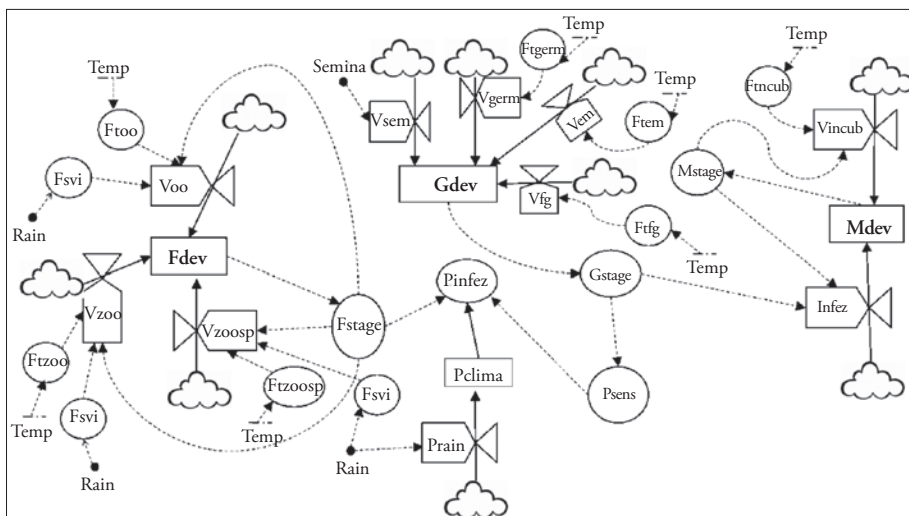 Temp
Ftoo
Fsvi
Voo
Rain
Semina
Vsem
Vgerm
Ftgerm
Temp
Vem
Ftem
Temp
Gdev
Vfg
Ftfg
Temp
Temp
Ftncub
Vincub
Mstage
Mdev
Fdev
Vzoo
Ftzoo
Temp
Fsvi
Rain
Vzoosp
Ftzoosp
Temp
Fstage
Fsvi
Rain
Pinfez
Pclima
Prain
Gstage
Psens
Infez